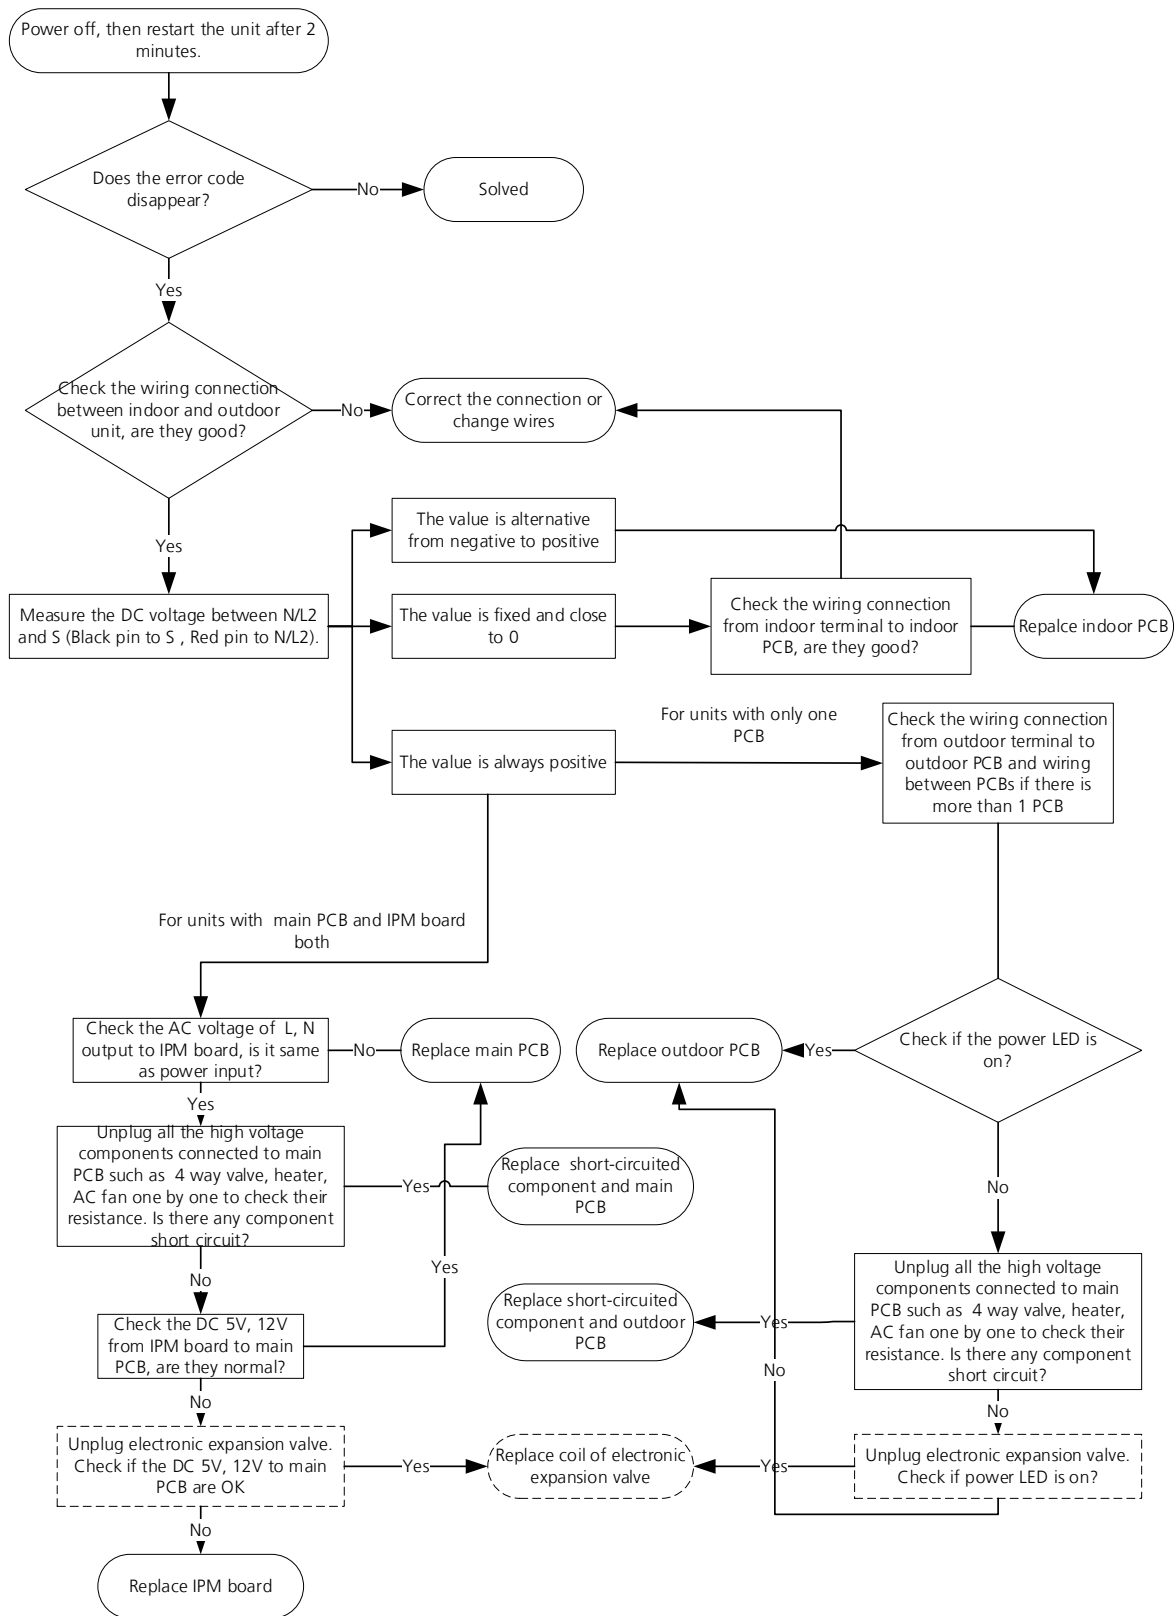 Power off, then restart the unit after 2
minutes.
Does the error code
disappear?
No
Solved
Yes
Check the wiring connection
between indoor and outdoor
unit, are they good?
No
Correct the connection or
change wires
Yes
The value is alternative
from negative to positive
Measure the DC voltage between N/L2
and S (Black pin to S , Red pin to N/L2).
The value is fixed and close
to 0
Check the wiring connection
from indoor terminal to indoor
PCB, are they good?
Repalce indoor PCB
The value is always positive
For units with only one
PCB
Check the wiring connection
from outdoor terminal to
outdoor PCB and wiring
between PCBs if there is
more than 1 PCB
For units with  main PCB and IPM board
both
Check the AC voltage of  L, N
output to IPM board, is it same
as power input?
No
Replace main PCB
Replace outdoor PCB
Yes
Check if the power LED is
on?
Yes
Unplug all the high voltage
components connected to main
PCB such as  4 way valve, heater,
AC fan one by one to check their
resistance. Is there any component
short circuit?
Yes
Replace  short-circuited
component and main
PCB
No
Yes
No
Unplug all the high voltage
components connected to main
PCB such as  4 way valve, heater,
AC fan one by one to check their
resistance. Is there any component
short circuit?
Yes
Replace short-circuited
component and outdoor
PCB
Check the DC 5V, 12V
from IPM board to main
PCB, are they normal?
No
No
No
Unplug electronic expansion valve.
Check if the DC 5V, 12V to main
PCB are OK
Yes
Replace coil of electronic
expansion valve
Yes
Unplug electronic expansion valve.
Check if power LED is on?
No
Replace IPM board